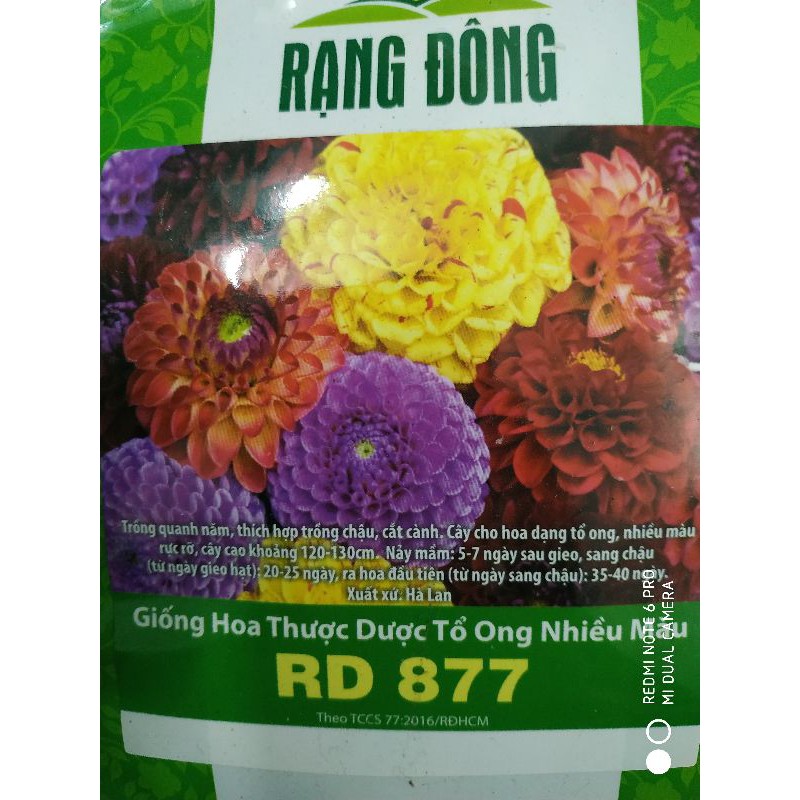 RẠNG ĐÔNG
Trồng quanh năm, thích hợp trồng chậu, cắt cành. Cây cho hoa dạng tổ ong, nhiều màu
rực rỡ, cây cao khoảng 120-130cm. Nảy mầm: 5-7 ngày sau gieo, sang chậu
(từ ngày gieo hạt): 20-25 ngày, ra hoa đầu tiên (từ ngày sang chậu): 35-40 ngày.
Xuất xứ: Hà Lan
Giống Hoa Thược Dược Tổ Ong Nhiều Màu
RD 877
Theo TCCS 77:2016/RĐHCM
REDMI NOTE 6 PRO
MI DUAL CAMERA